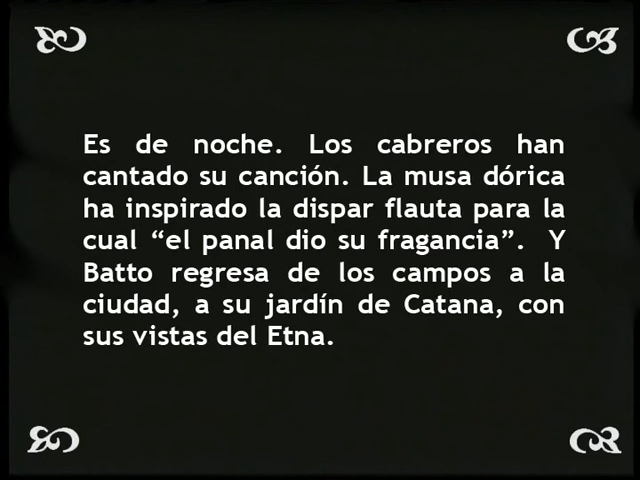 Es de noche. Los cabreros han
cantado su canción. La musa dórica
ha inspirado la dispar flauta para la
cual “el panal dio su fragancia”. Y
Batto regresa de los campos a la
ciudad, a su jardín de Catana, con
sus vistas del Etna.